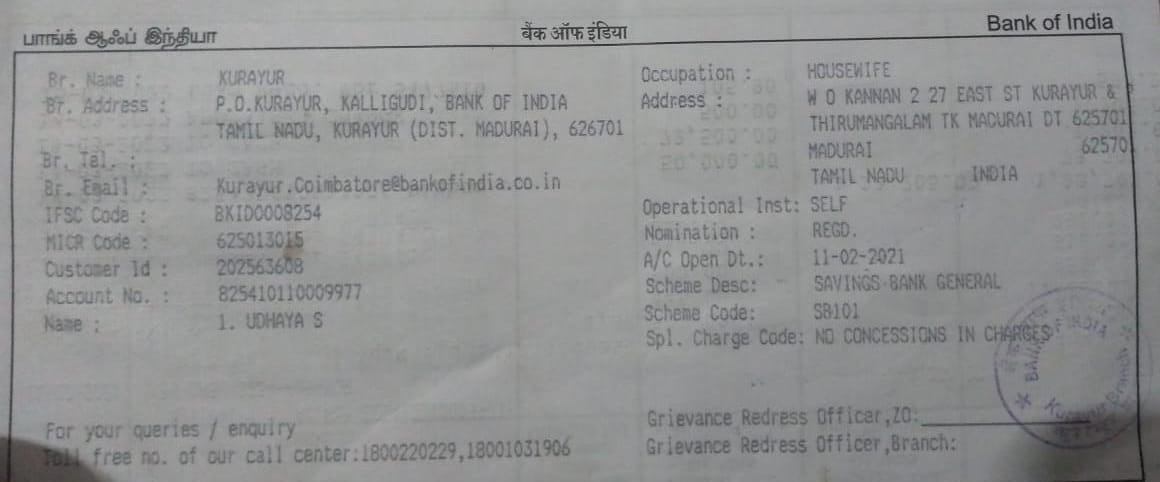 பாங்க் ஆஃப் இந்தியா
बैंक ऑफ इंडिया
Bank of India
Br. Name : KURAYUR
Br. Address : P.O.KURAYUR, KALLIGUDI, BANK OF INDIA
TAMIL NADU, KURAYUR (DIST. MADURAI), 626701
Br. Tel. :
Br. Email : Kurayur.Coimbatore@bankofindia.co.in
IFSC Code : BKID0008254
MICR Code : 625013015
Customer Id : 202563608
Account No. : 825410110009977
Name : 1. UDHAYA S
For your queries / enquiry
Toll free no. of our call center:1800220229,18001031906
Occupation : HOUSEWIFE
Address : W O KANNAN 2 27 EAST ST KURAYUR &
THIRUMANGALAM TK MADURAI DT 625701
MADURAI 62570
TAMIL NADU INDIA
Operational Inst: SELF
Nomination : REGD.
A/C Open Dt.: 11-02-2021
Scheme Desc: SAVINGS BANK GENERAL
Scheme Code: SB101
Spl. Charge Code: NO CONCESSIONS IN CHARGES
Grievance Redress Officer,ZO:
Grievance Redress Officer,Branch:
BANK OF INDIA
Kurayur Branch